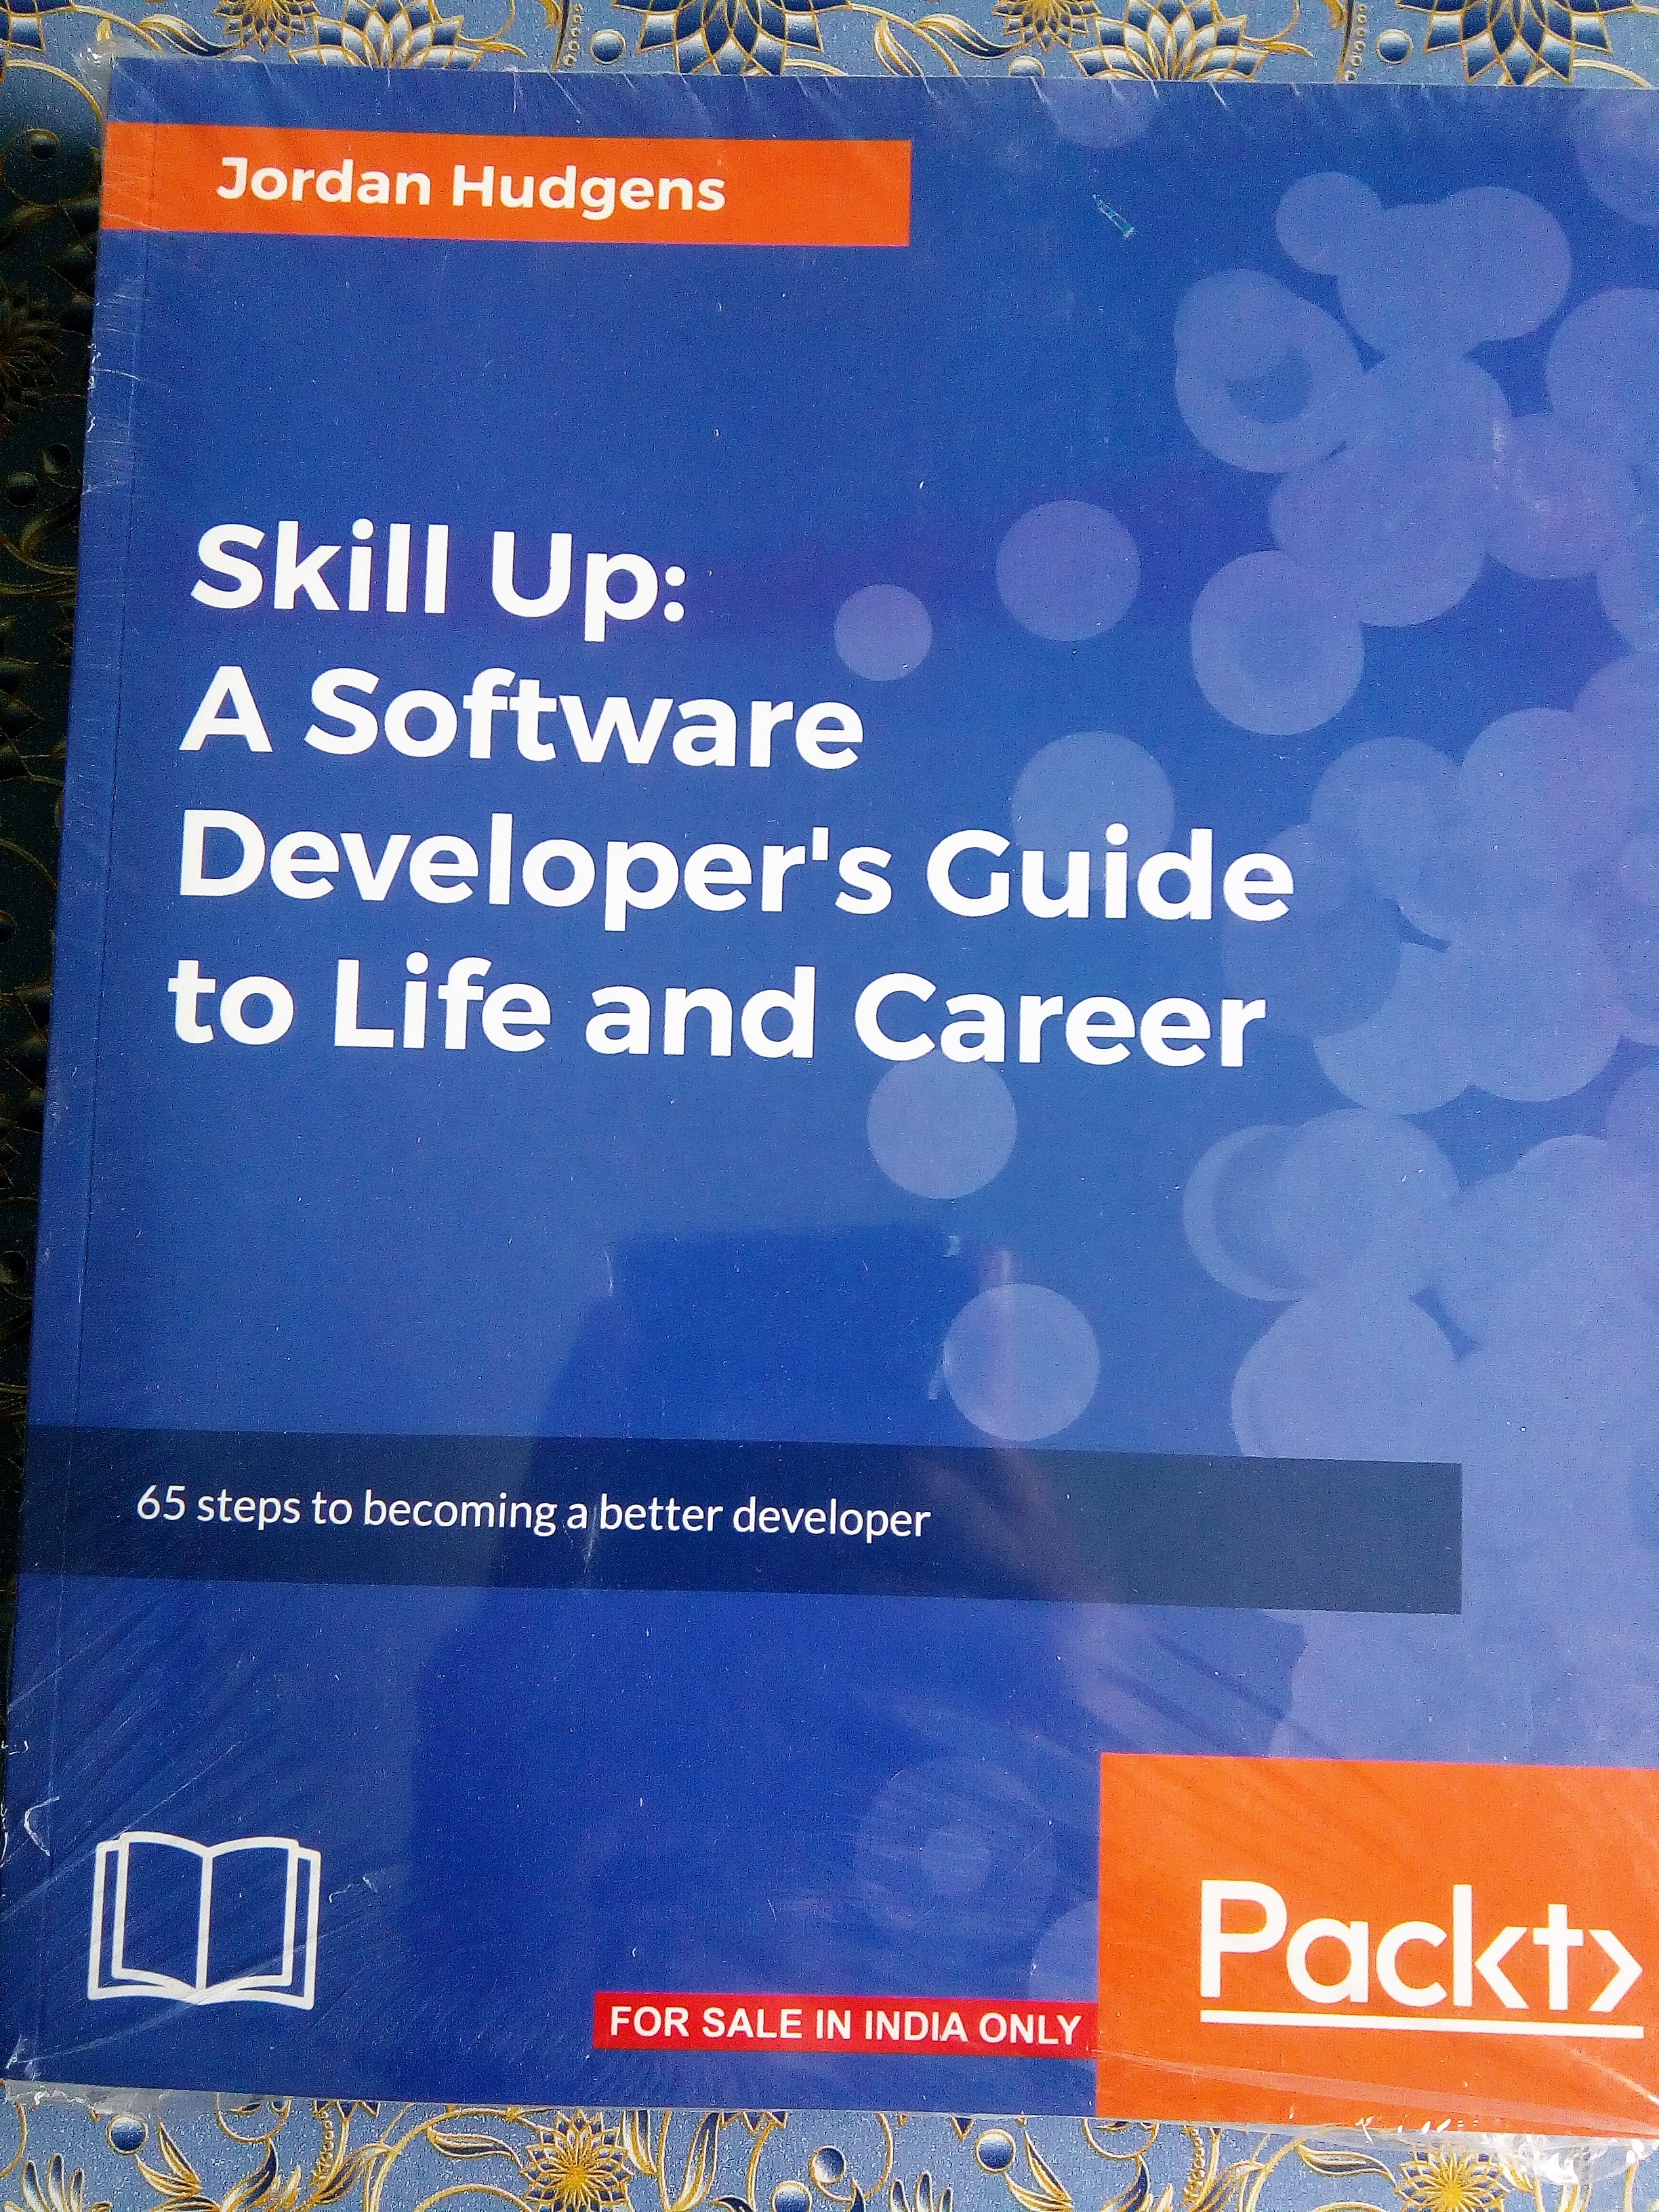 Jordan Hudgens
Skill Up:
A Software
Developer's Guide
to Life and Career
65 steps to becoming a better developer
FOR SALE IN INDIA ONLY
Packt>